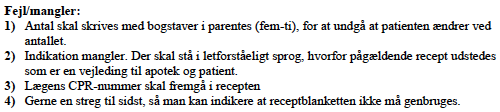 Fejl/mangler:
1) Antal skal skrives med bogstaver i parentes (fem-ti), for at undgå at patienten ændrer ved
antallet.
2) Indikation mangler. Der skal stå i letforståeligt sprog, hvorfor pågældende recept udstedes
som er en vejleding til apotek og patient.
3) Lægens CPR-nummer skal fremgå i recepten
4) Gerne en streg til sidst, så man kan indikere at receptblanketten ikke må genbruges.